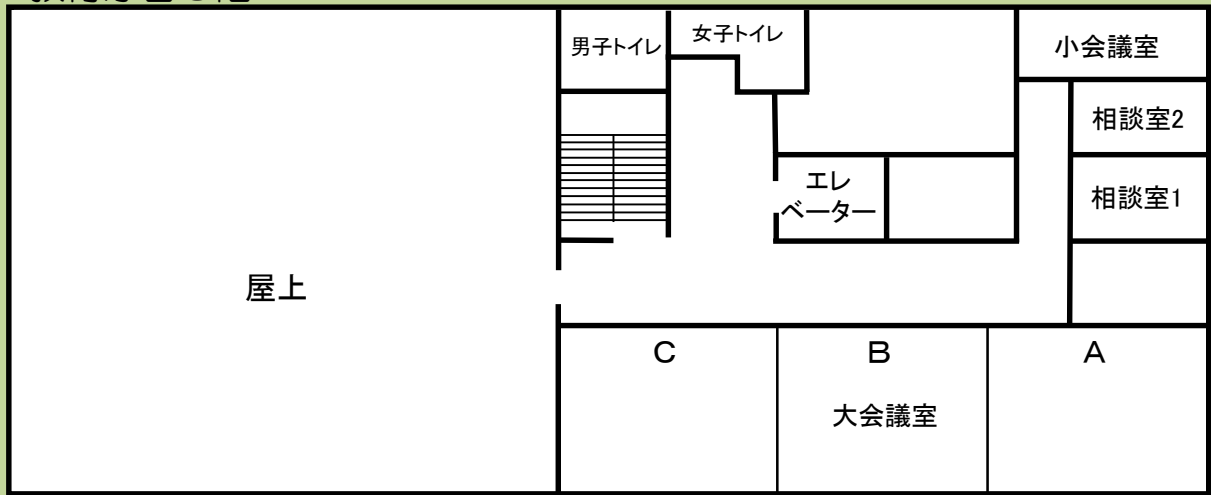 男子トイレ
女子トイレ
小会議室
相談室2
エレ
ベーター
相談室1
屋上
C
B
A
大会議室